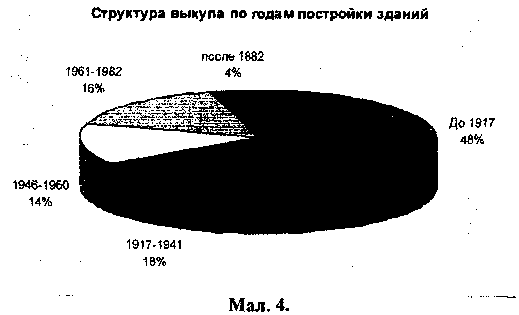 Структура выкупа по годам постройки зданий
после 1882
4%
1961-1982
16%
До 1917
48%
1946-1960
14%
1917-1941
18%
Мал. 4.